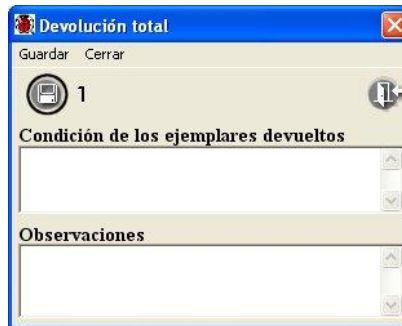 Devolución total
Guardar Cerrar
1
Condición de los ejemplares devueltos
Observaciones